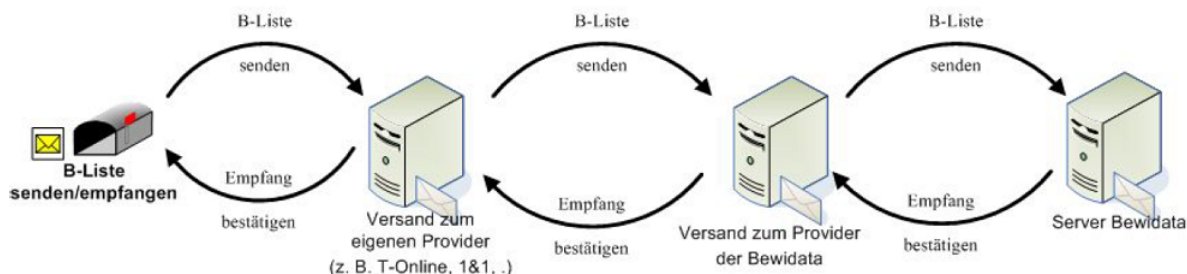 B-Liste
senden
B-Liste
senden
B-Liste
senden
B-Liste
senden/empfangen
Empfang
bestätigen
Versand zum
eigenen Provider
(z. B. T-Online, 1&1, .)
Empfang
bestätigen
Versand zum Provider
der Bewidata
Empfang
bestätigen
Server Bewidata